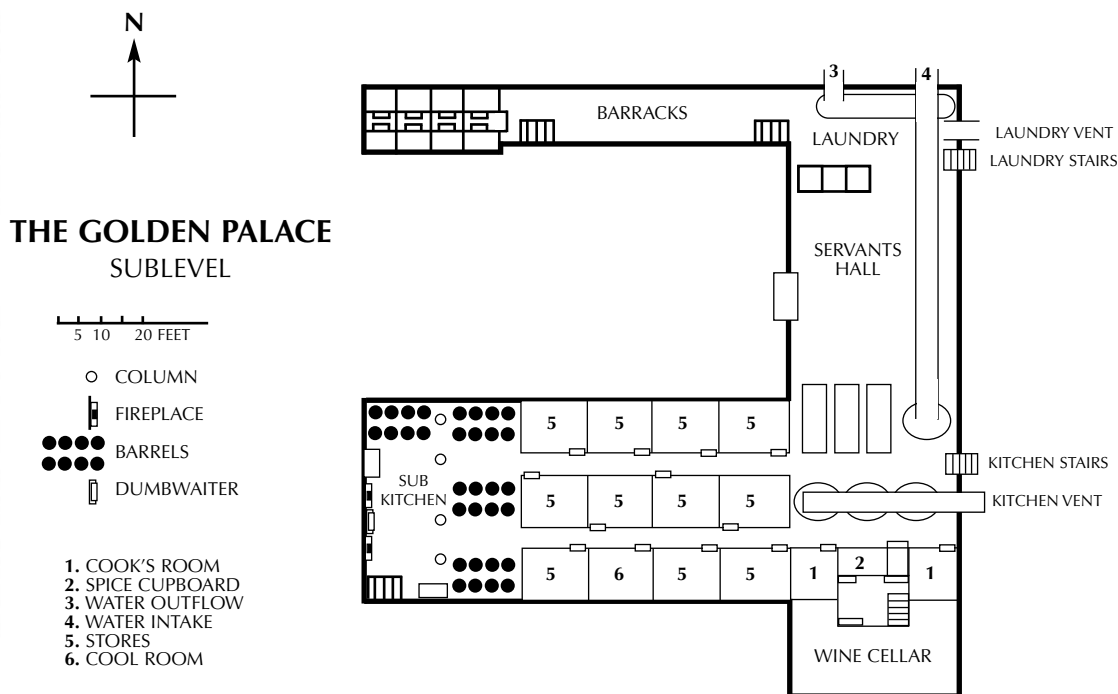 N
THE GOLDEN PALACE
SUBLEVEL
5 10 20 FEET
COLUMN
FIREPLACE
BARRELS
DUMBWAITER
1. COOK'S ROOM
2. SPICE CUPBOARD
3. WATER OUTFLOW
4. WATER INTAKE
5. STORES
6. COOL ROOM
3 4
BARRACKS
LAUNDRY
LAUNDRY VENT
LAUNDRY STAIRS
SERVANTS
HALL
5 5 5 5
KITCHEN STAIRS
SUB
KITCHEN
5 5 5 5
KITCHEN VENT
5 6 5 5 1 2 1
WINE CELLAR